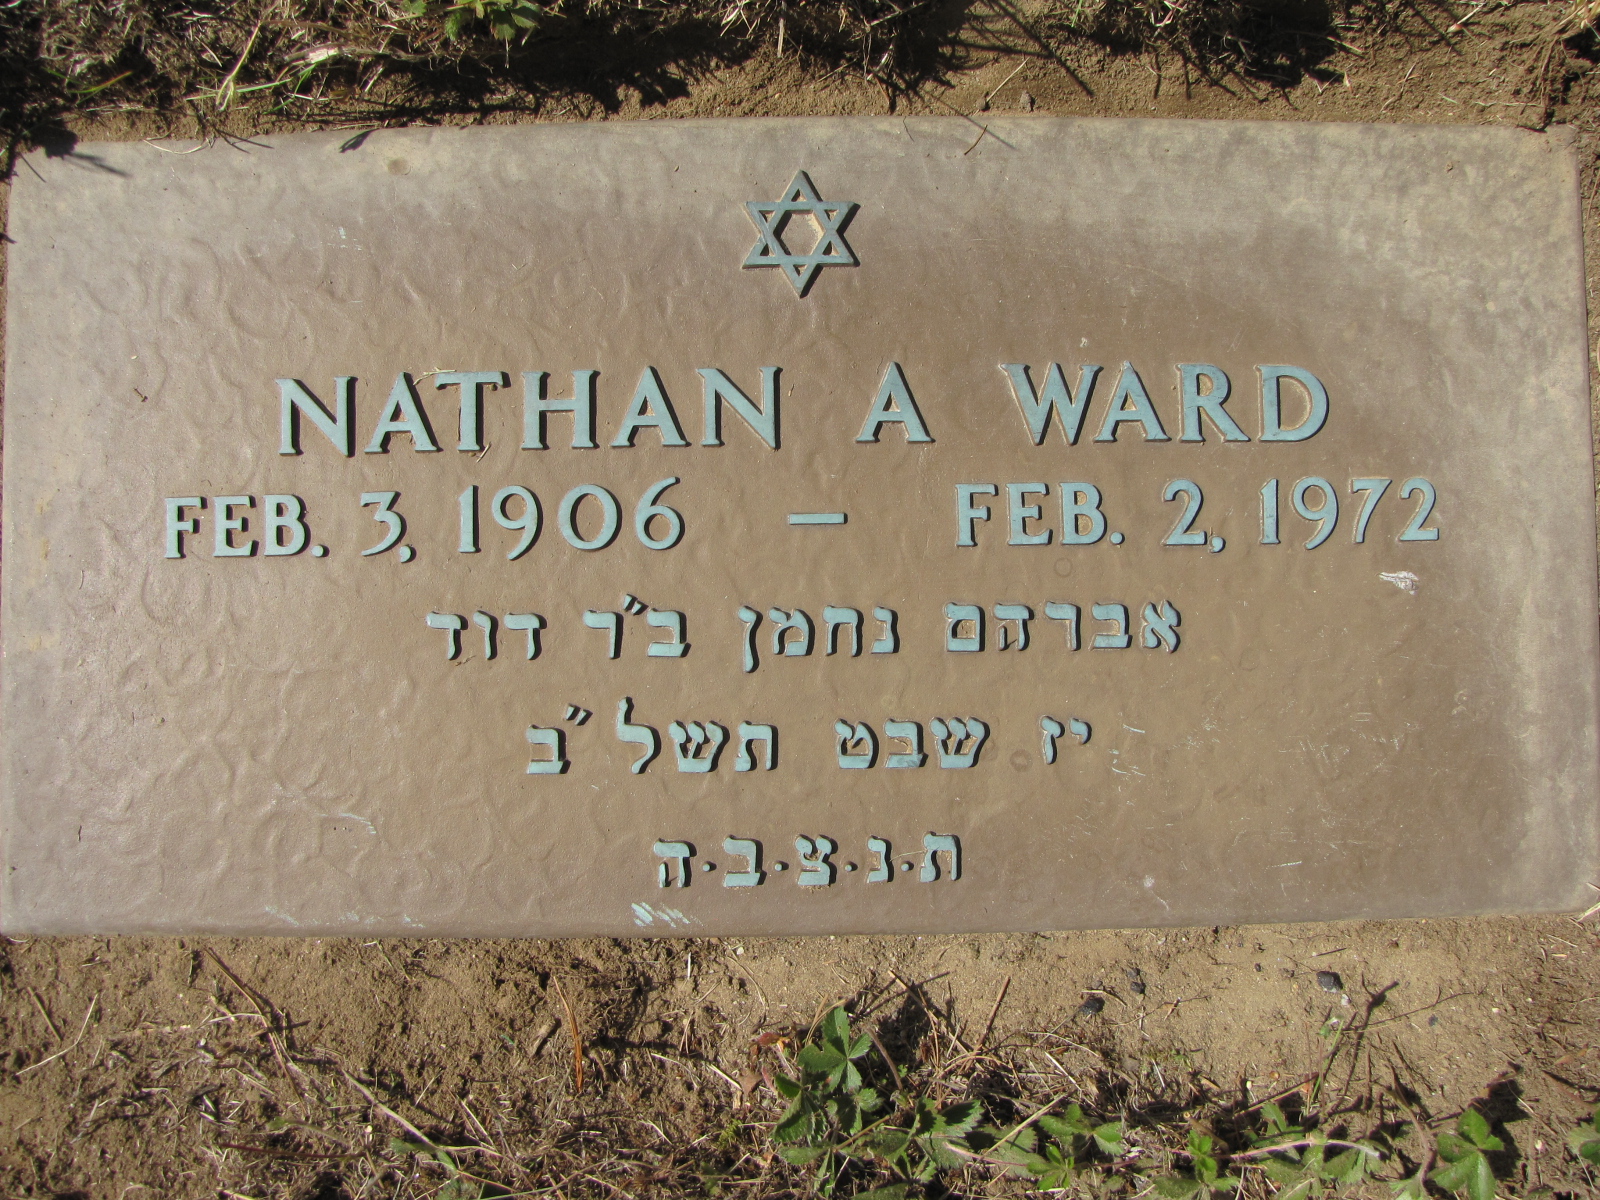 NATHAN A WARD
FEB. 3, 1906 – FEB. 2, 1972
אברהם נחמן ב"ר דוד
יז שבט תשל"ב
ת.נ.צ.ב.ה